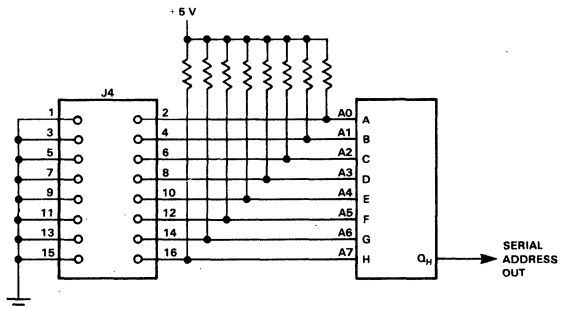 +5 V
J4
1 2 A0 A
3 4 A1 B
5 6 A2 C
7 8 A3 D
9 10 A4 E
11 12 A5 F
13 14 A6 G
15 16 A7 H QH
SERIAL
ADDRESS
OUT